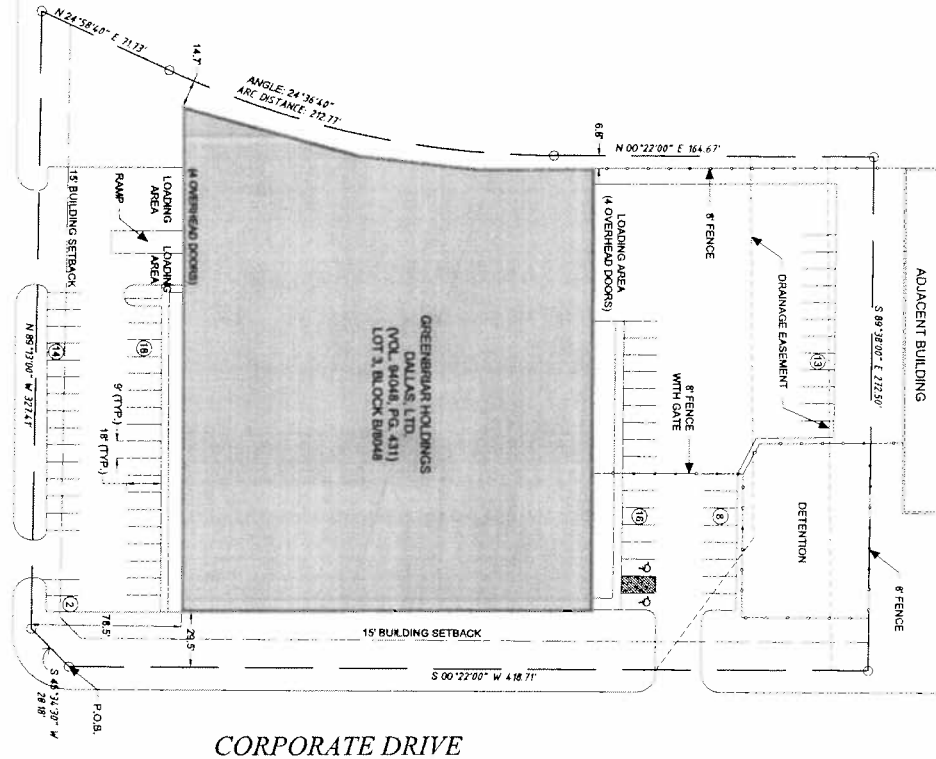 N 24°58'40" E 71.73'
14.7'
ANGLE: 24°36'40"
ARC DISTANCE: 212.77'
6.8'
N 00°22'00" E 164.67'
15' BUILDING SETBACK
RAMP
LOADING
AREA
LOADING
AREA
(4 OVERHEAD DOORS)
LOADING AREA
(4 OVERHEAD DOORS)
8' FENCE
DRAINAGE EASEMENT
13
S 89°38'00" E 272.50'
ADJACENT BUILDING
N 89°13'00" W 327.41'
14
18
9' (TYP.)
18' (TYP.)
GREENBRIAR HOLDINGS
DALLAS, LTD.
(VOL. 94048, PG. 431)
LOT 3, BLOCK B/8048
8' FENCE
WITH GATE
16
8
DETENTION
6' FENCE
2
78.5'
29.5'
15' BUILDING SETBACK
S 00°22'00" W 418.71'
W
28.18'
P.O.B.
CORPORATE DRIVE